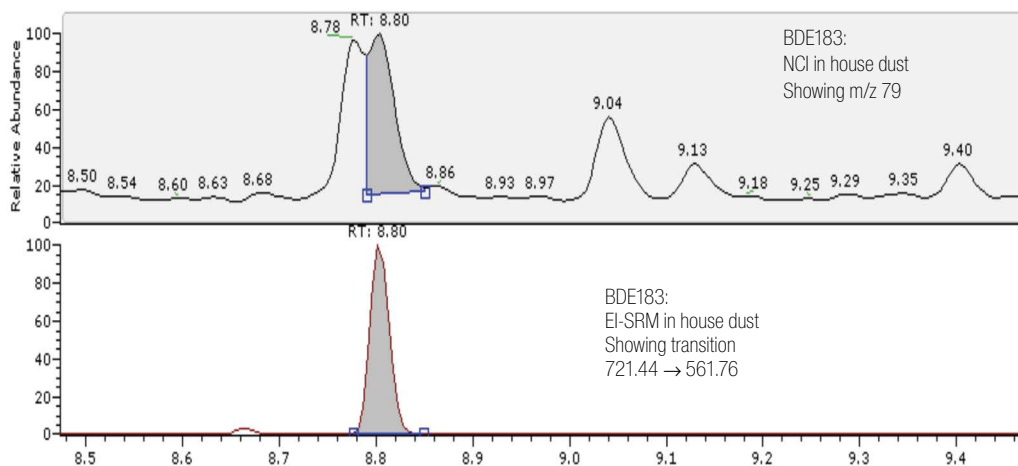 RT: 8.80
8.78
100
80
60
40
20
0
Relative Abundance
8.50
8.54
8.60
8.63
8.68
8.86
8.93
8.97
9.04
9.13
9.18
9.25
9.29
9.35
9.40
BDE183:
NCI in house dust
Showing m/z 79
RT: 8.80
100
80
60
40
20
0
BDE183:
EI-SRM in house dust
Showing transition
721.44 → 561.76
8.5 8.6 8.7 8.8 8.9 9.0 9.1 9.2 9.3 9.4